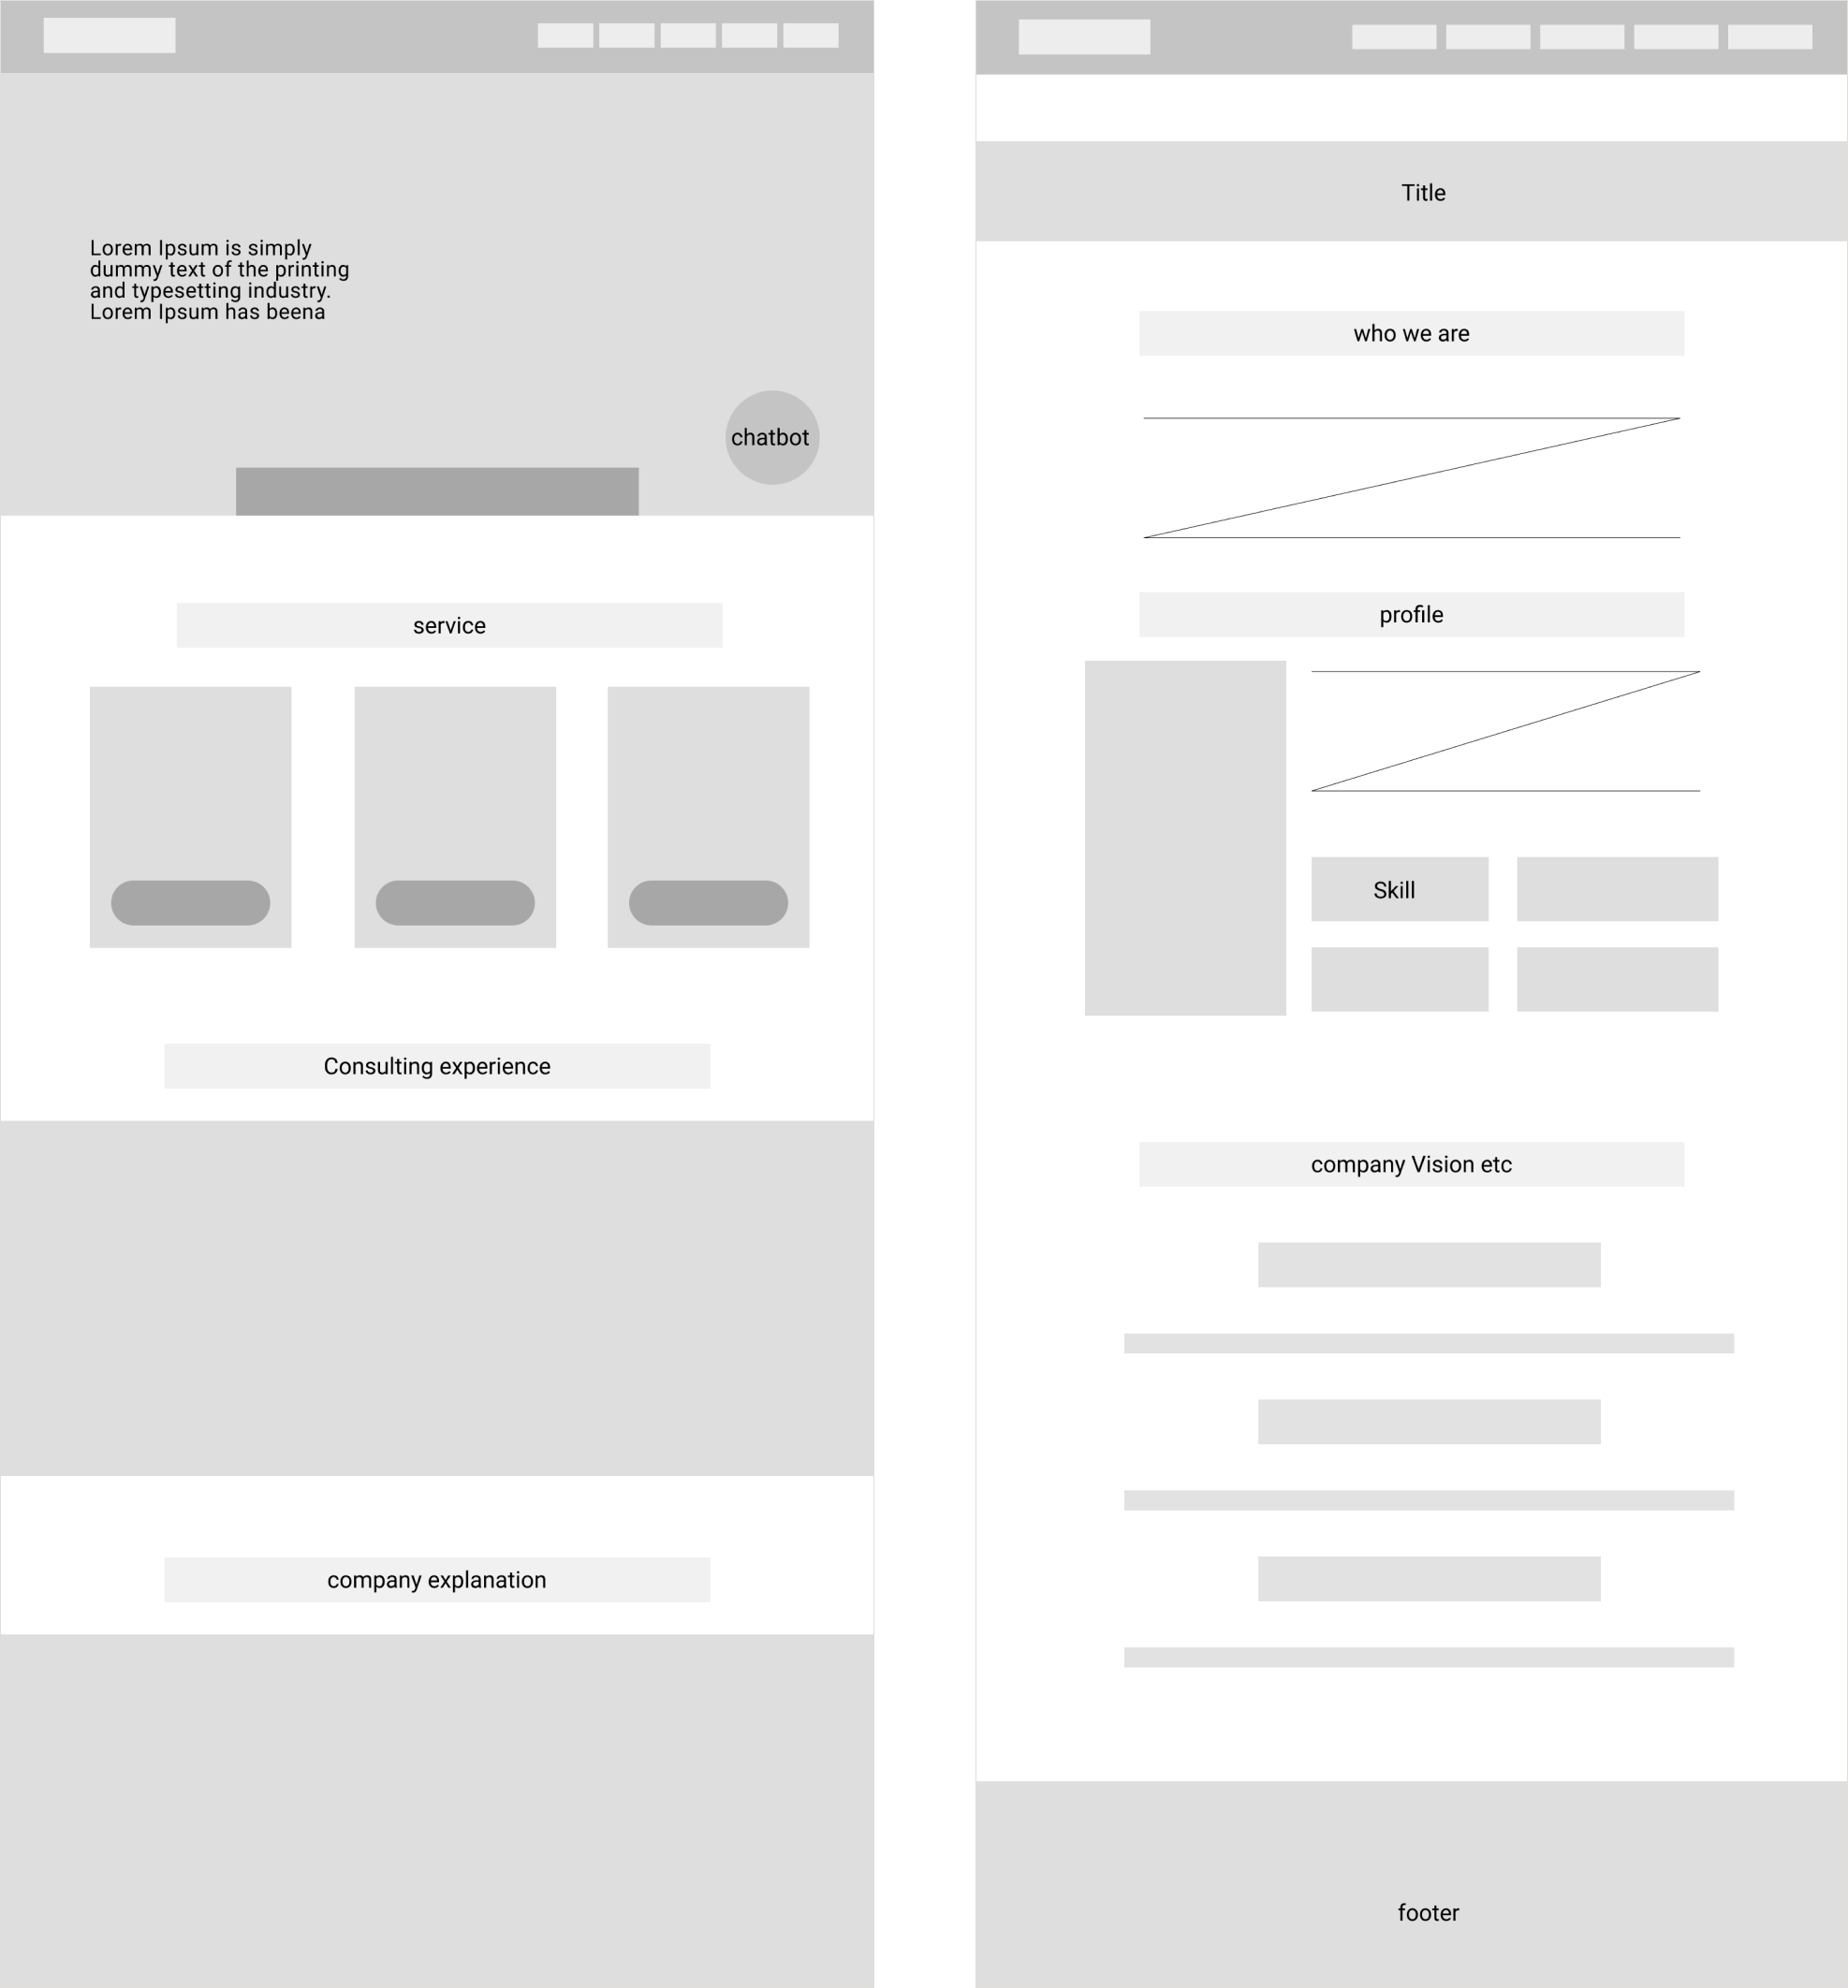 Lorem Ipsum is simply
dummy text of the printing
and typesetting industry.
Lorem Ipsum has beena
chatbot
service
Consulting experience
company explanation
Title
who we are
profile
Skill
company Vision etc
footer